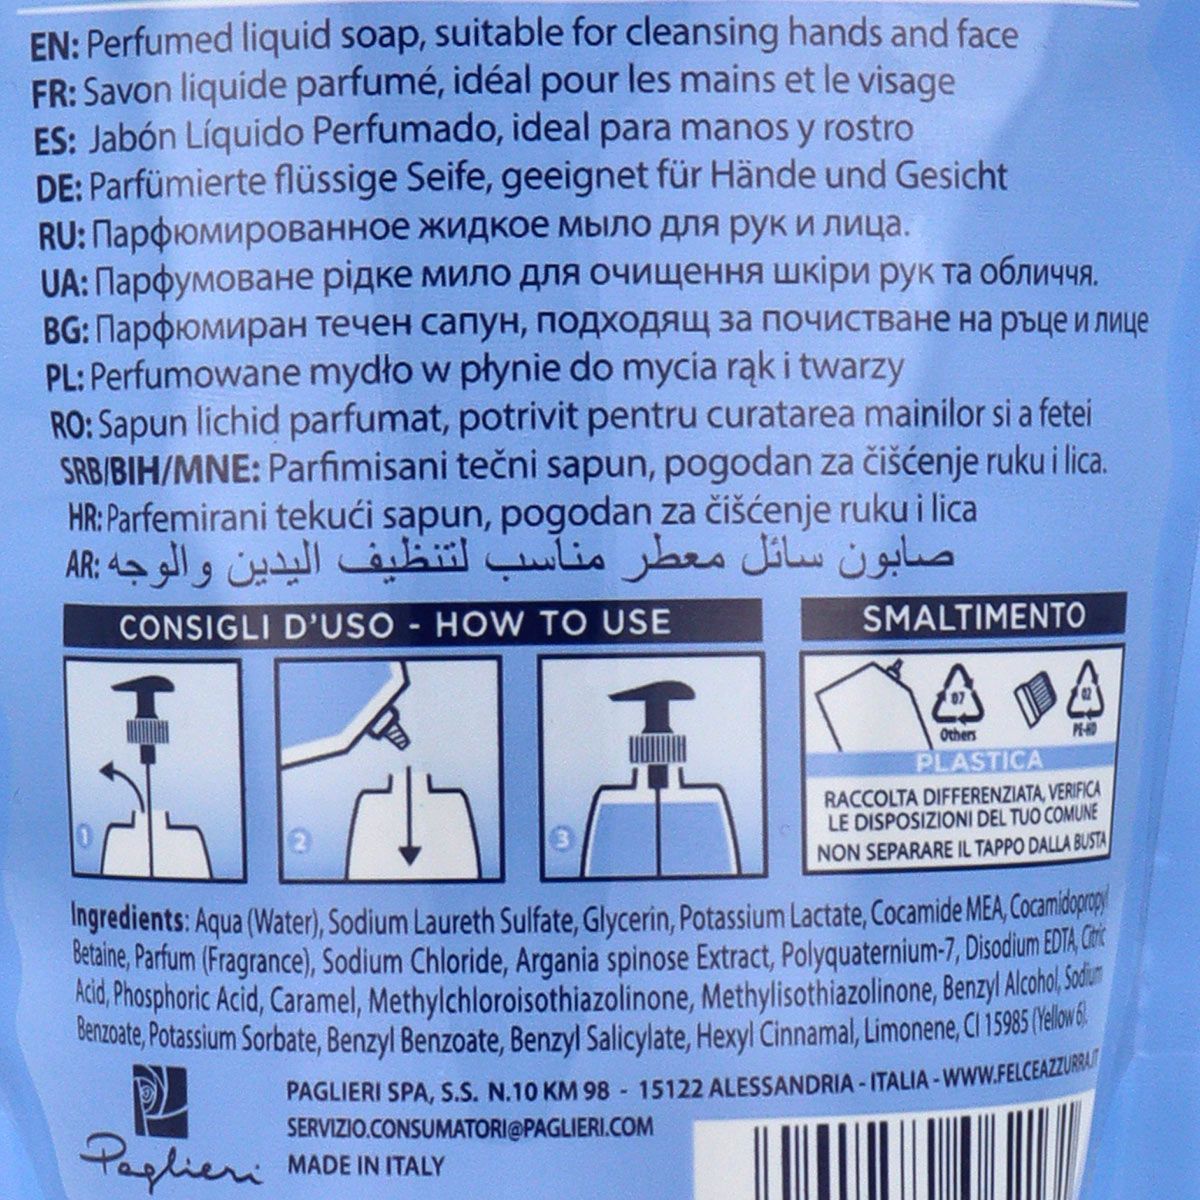 EN: Perfumed liquid soap, suitable for cleansing hands and face
FR: Savon liquide parfumé, idéal pour les mains et le visage
ES: Jabón Líquido Perfumado, ideal para manos y rostro
DE: Parfümierte flüssige Seife, geeignet für Hände und Gesicht
RU: Парфюмированное жидкое мыло для рук и лица.
UA: Парфумоване рідке мило для очищення шкіри рук та обличчя.
BG: Парфюмиран течен сапун, подходящ за почистване на ръце и лице
PL: Perfumowane mydło w płynie do mycia rąk i twarzy
RO: Sapun lichid parfumat, potrivit pentru curatarea mainilor si a fetei
SRB/BIH/MNE: Parfimisani tečni sapun, pogodan za čišćenje ruku i lica.
HR: Parfemirani tekući sapun, pogodan za čišćenje ruku i lica
AR: صابون سائل معطر مناسب لتنظيف اليدين و الوجه
CONSIGLI D'USO - HOW TO USE
1
2
3
SMALTIMENTO
07
Others
02
PE-HD
PLASTICA
RACCOLTA DIFFERENZIATA, VERIFICA
LE DISPOSIZIONI DEL TUO COMUNE
NON SEPARARE IL TAPPO DALLA BUSTA
Ingredients: Aqua (Water), Sodium Laureth Sulfate, Glycerin, Potassium Lactate, Cocamide MEA, Cocamidopropyl
Betaine, Parfum (Fragrance), Sodium Chloride, Argania spinose Extract, Polyquaternium-7, Disodium EDTA, Citric
Acid, Phosphoric Acid, Caramel, Methylchloroisothiazolinone, Methylisothiazolinone, Benzyl Alcohol, Sodium
Benzoate, Potassium Sorbate, Benzyl Benzoate, Benzyl Salicylate, Hexyl Cinnamal, Limonene, CI 15985 (Yellow 6).
PAGLIERI SPA, S.S. N.10 KM 98 - 15122 ALESSANDRIA - ITALIA - WWW.FELCEAZZURRA.IT
SERVIZIO.CONSUMATORI@PAGLIERI.COM
MADE IN ITALY
Paglieri